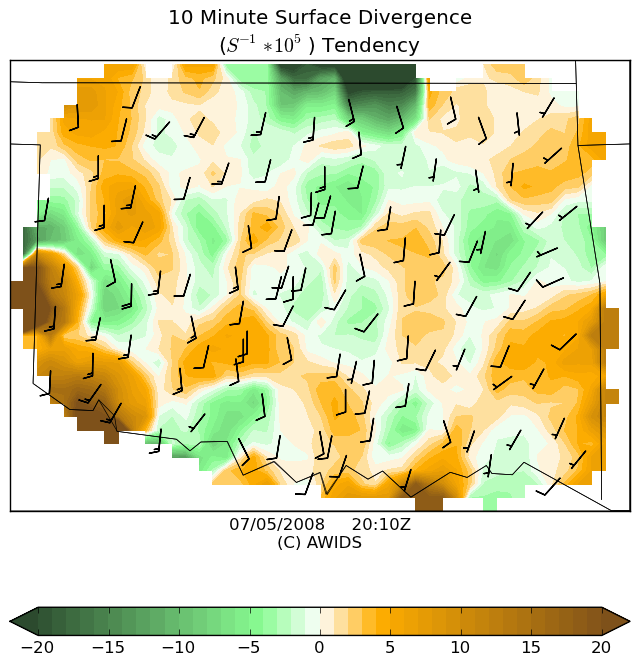 10 Minute Surface Divergence
(S⁻¹ * 10⁵ ) Tendency
07/05/2008 20:10Z
(C) AWIDS
−20 −15 −10 −5 0 5 10 15 20